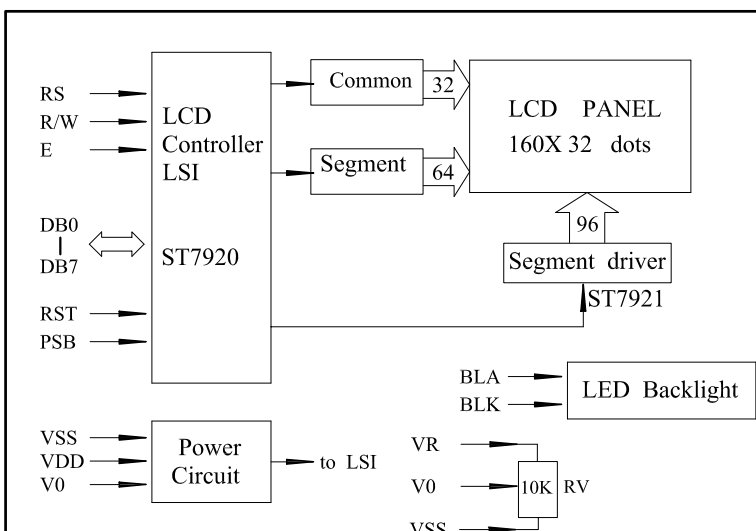 RS
R/W
E
DB0
DB7
RST
PSB
LCD
Controller
LSI
ST7920
Common
32
Segment
64
LCD PANEL
160X 32 dots
96
Segment driver
ST7921
BLA
BLK
LED Backlight
VSS
VDD
V0
Power
Circuit
to LSI
VR
V0
VSS
10K
RV